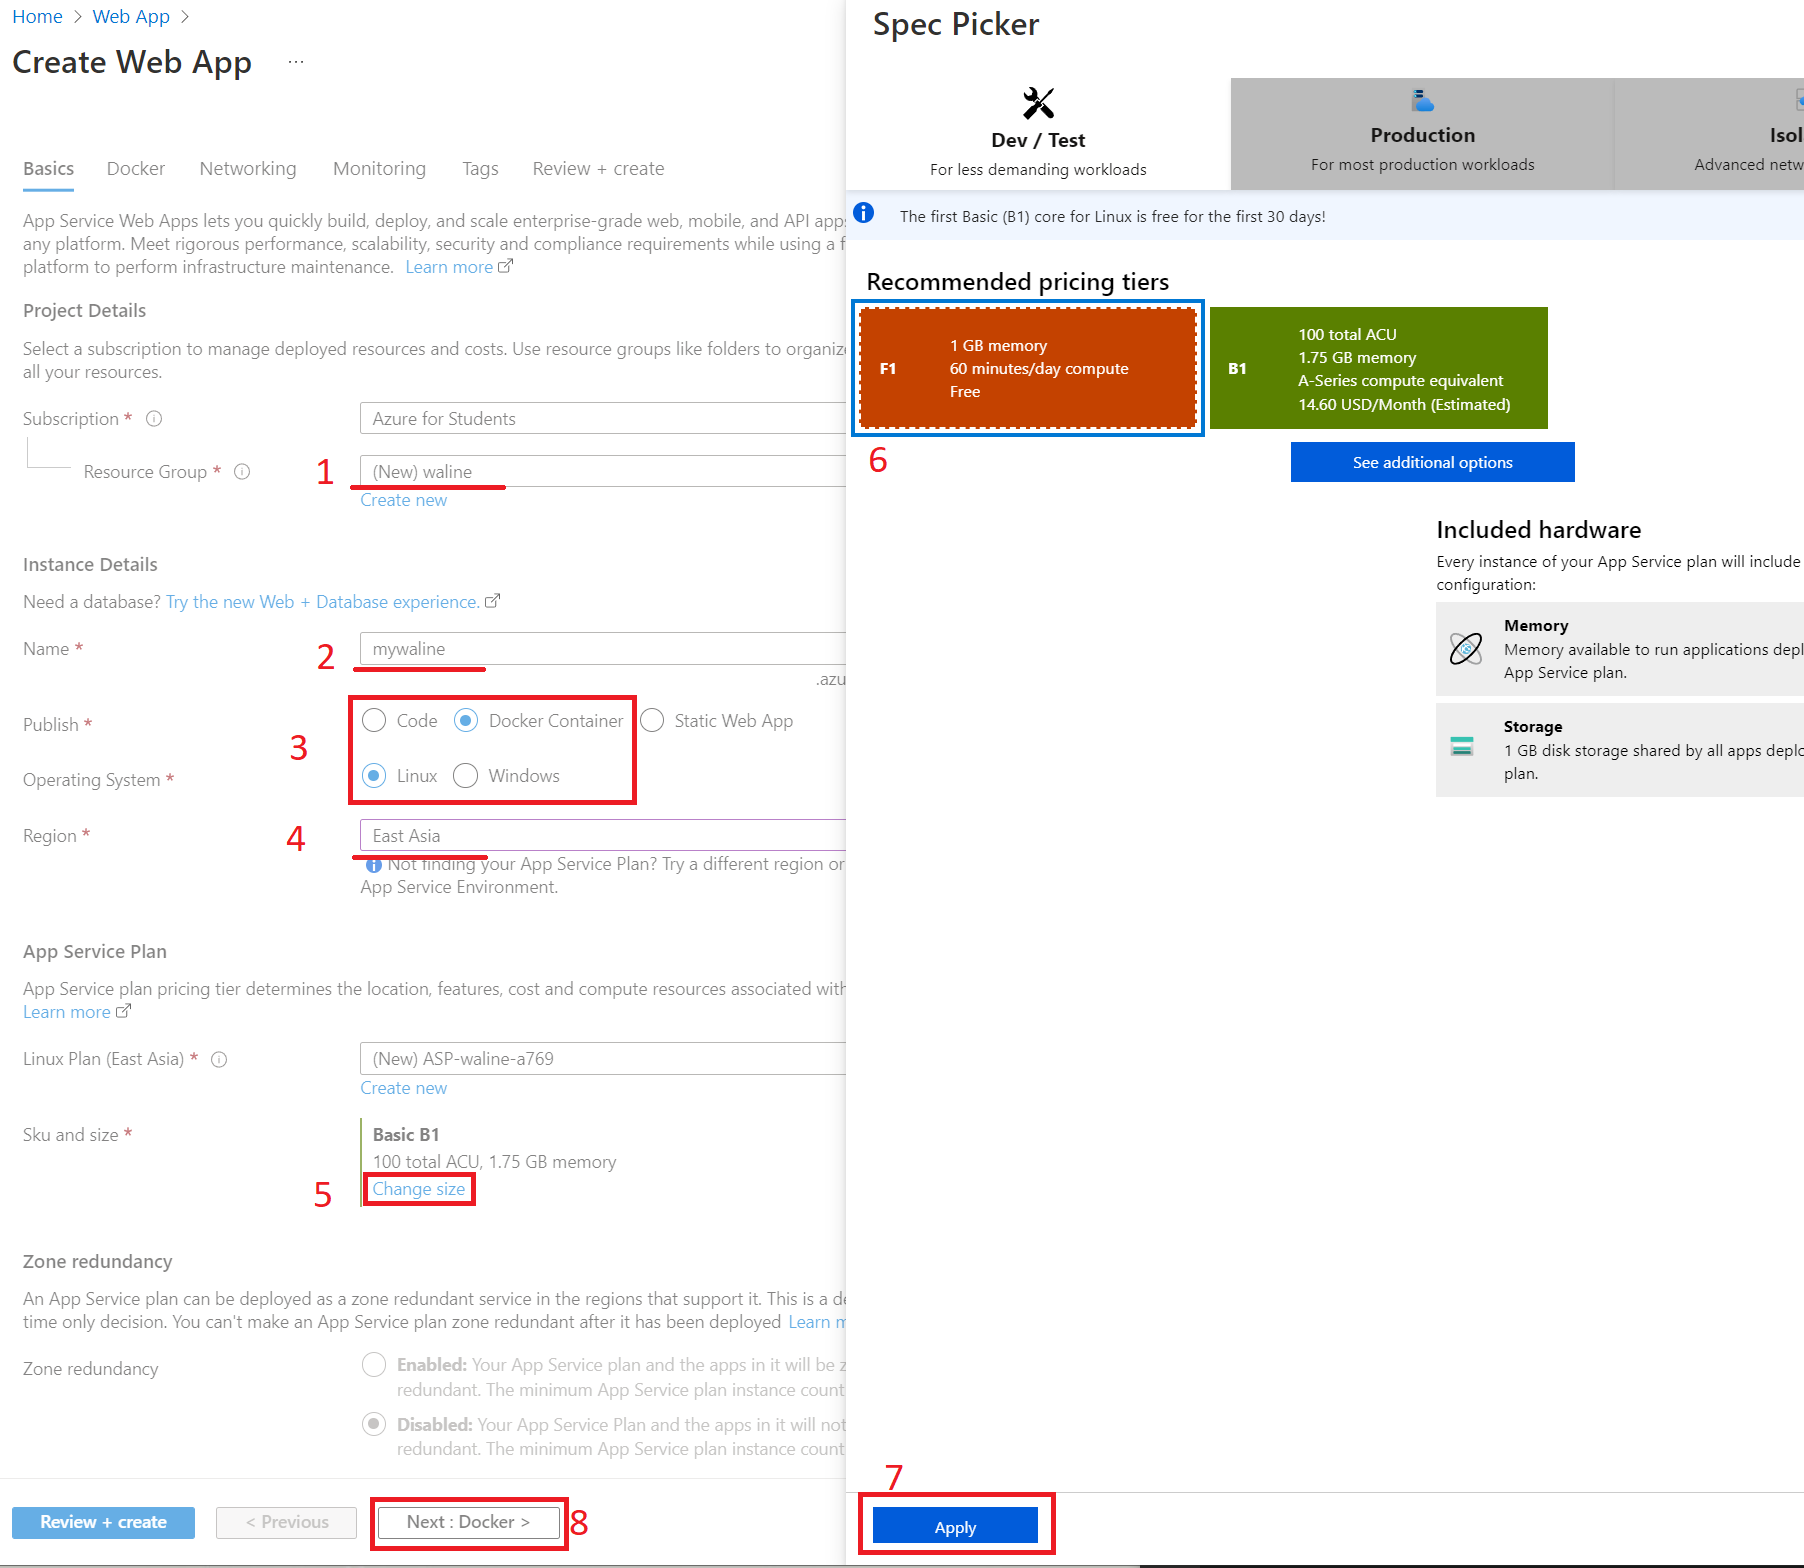 Home > Web App >
Create Web App ...
Basics Docker Networking Monitoring Tags Review + create
App Service Web Apps lets you quickly build, deploy, and scale enterprise-grade web, mobile, and API apps
any platform. Meet rigorous performance, scalability, security and compliance requirements while using a f
platform to perform infrastructure maintenance. Learn more
Project Details
Select a subscription to manage deployed resources and costs. Use resource groups like folders to organize
all your resources.
Subscription *
Azure for Students
Resource Group *
1
(New) waline
Create new
Instance Details
Need a database? Try the new Web + Database experience.
Name *
2
mywaline
.azu
Publish *
3
Code Docker Container Static Web App
Operating System *
Linux Windows
Region *
4
East Asia
Not finding your App Service Plan? Try a different region or
App Service Environment.
App Service Plan
App Service plan pricing tier determines the location, features, cost and compute resources associated with
Learn more
Linux Plan (East Asia) *
(New) ASP-waline-a769
Create new
Sku and size *
Basic B1
100 total ACU, 1.75 GB memory
5
Change size
Zone redundancy
An App Service plan can be deployed as a zone redundant service in the regions that support it. This is a de
time only decision. You can't make an App Service plan zone redundant after it has been deployed Learn m
Zone redundancy
Enabled: Your App Service plan and the apps in it will be z
redundant. The minimum App Service plan instance count
Disabled: Your App Service Plan and the apps in it will not
redundant. The minimum App Service plan instance count
Review + create
< Previous
Next : Docker >
8
Spec Picker
Dev / Test
For less demanding workloads
Production
For most production workloads
Isol
Advanced netw
The first Basic (B1) core for Linux is free for the first 30 days!
Recommended pricing tiers
F1
1 GB memory
60 minutes/day compute
Free
B1
100 total ACU
1.75 GB memory
A-Series compute equivalent
14.60 USD/Month (Estimated)
6
See additional options
Included hardware
Every instance of your App Service plan will include
configuration:
Memory
Memory available to run applications depl
App Service plan.
Storage
1 GB disk storage shared by all apps deplo
plan.
7
Apply